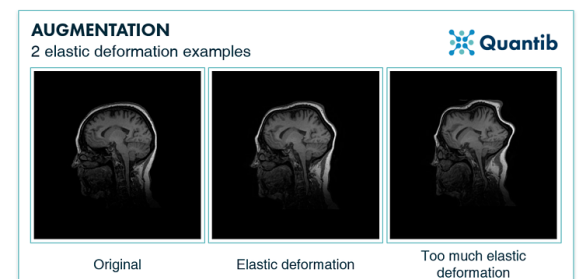 AUGMENTATION
2 elastic deformation examples
Quantib
Original
Elastic deformation
Too much elastic
deformation